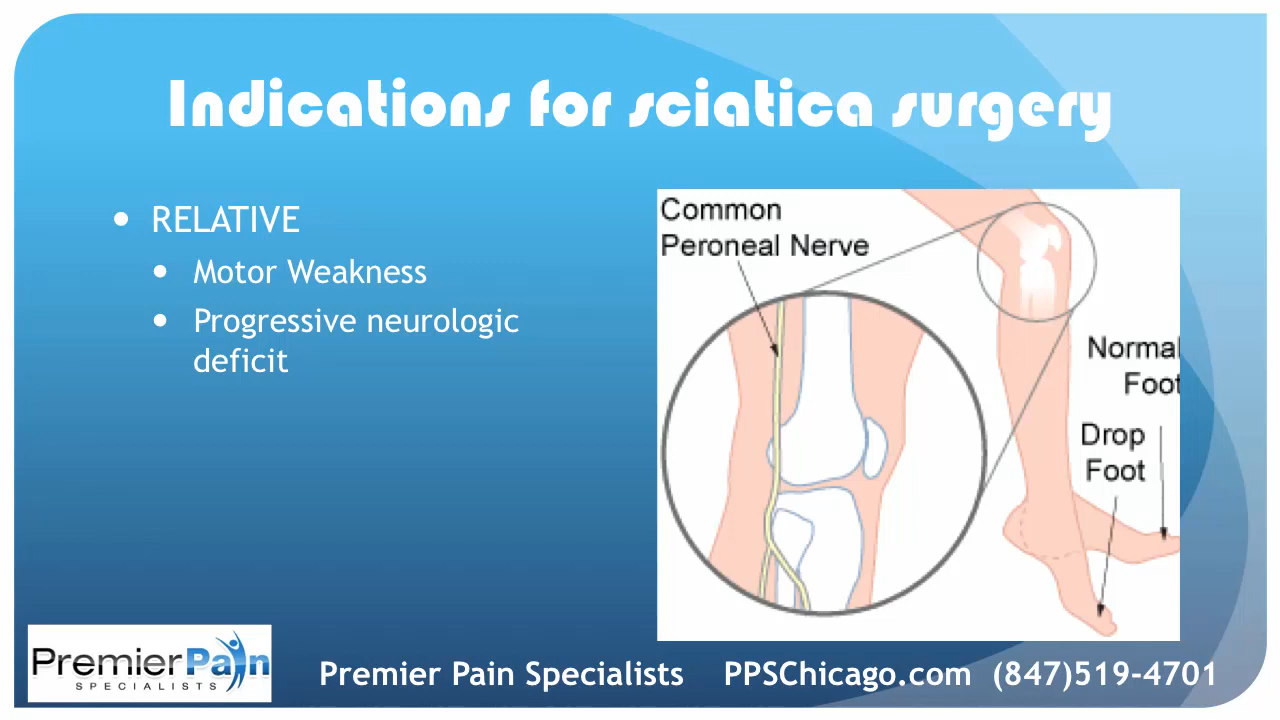 Indications for sciatica surgery
RELATIVE
Motor Weakness
Progressive neurologic
deficit
Common
Peroneal Nerve
Normal
Foot
Drop
Foot
PremierPain
SPECIALISTS
Premier Pain Specialists PPSChicago.com (847)519-4701